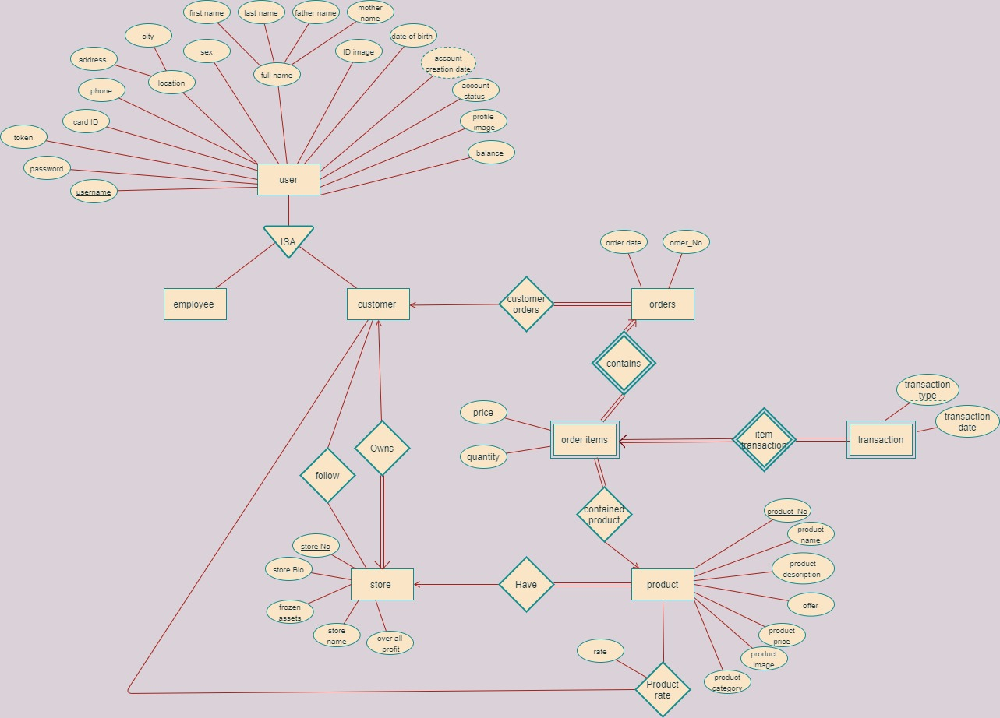 first name
last name
father name
mother
name
city
sex
full name
ID image
date of birth
address
location
account
creation date
phone
account
status
card ID
profile
image
token
password
balance
username
user
ISA
order date
order_No
employee
customer
customer
orders
orders
contains
price
quantity
order items
item
transaction
transaction
transaction
type
transaction
date
follow
Owns
contained
product
product_No
product
name
product
description
offer
product
price
product
image
product
category
store No
store Bio
frozen
assets
store
name
over all
profit
store
Have
product
rate
Product
rate